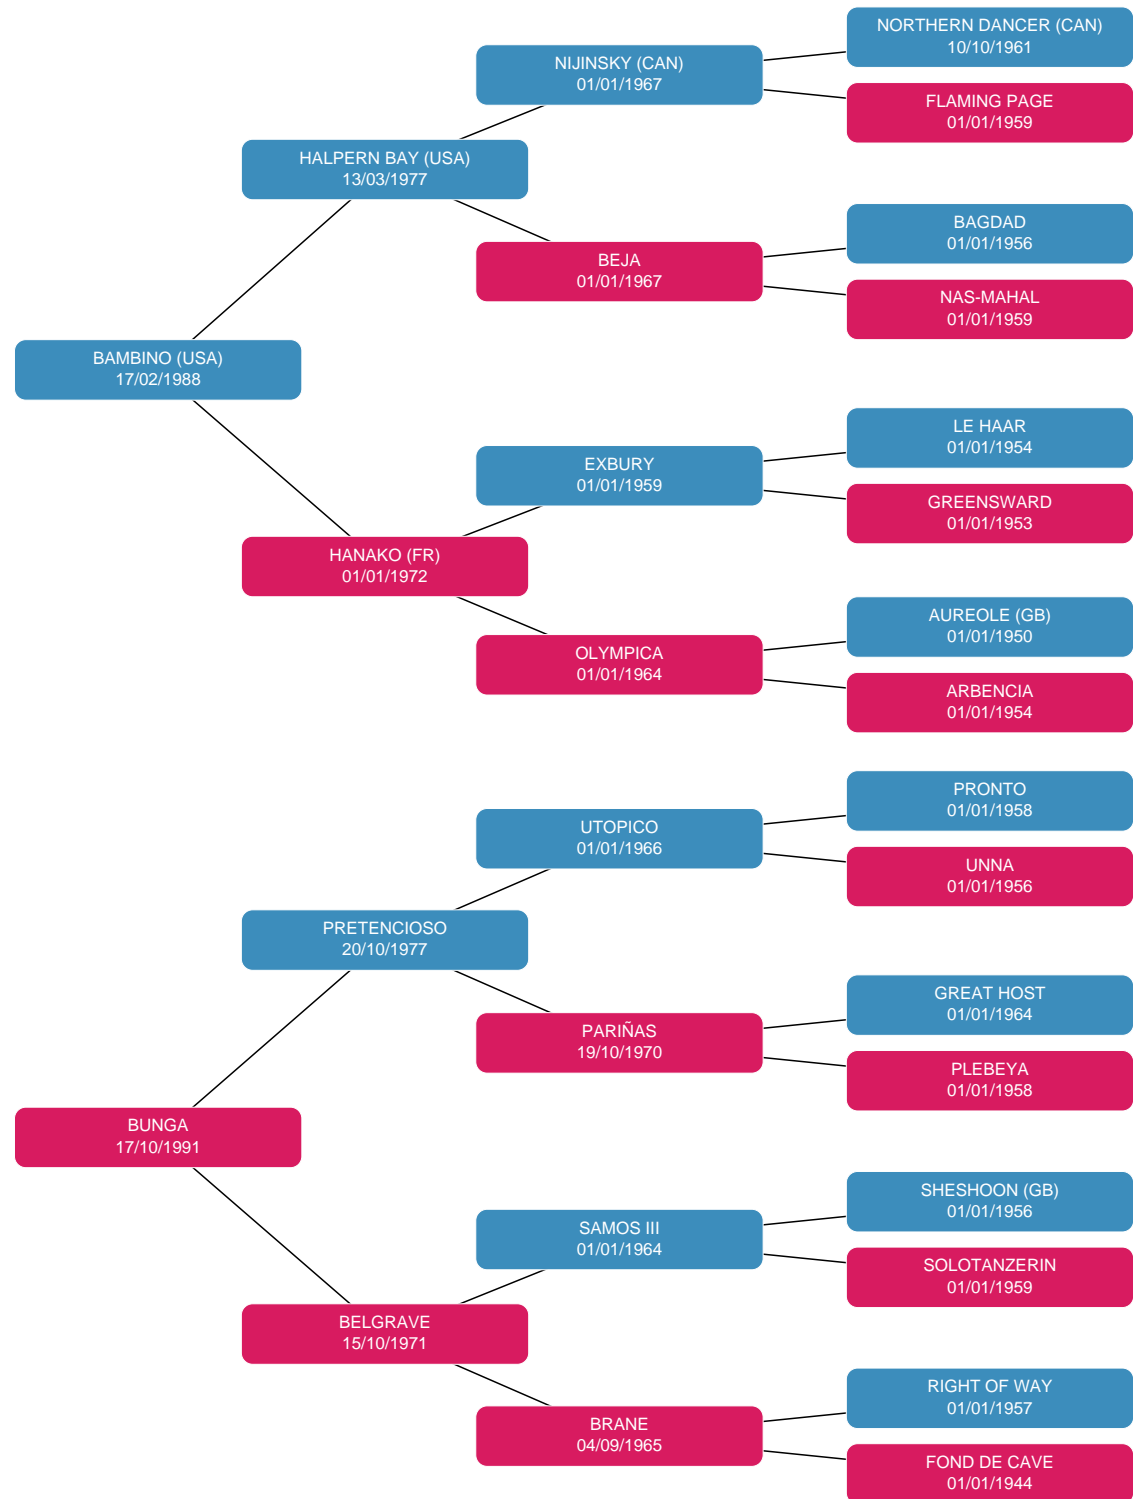 NORTHERN DANCER (CAN)
10/10/1961
NIJINSKY (CAN)
01/01/1967
FLAMING PAGE
01/01/1959
HALPERN BAY (USA)
13/03/1977
BAGDAD
01/01/1956
BEJA
01/01/1967
NAS-MAHAL
01/01/1959
BAMBINO (USA)
17/02/1988
LE HAAR
01/01/1954
EXBURY
01/01/1959
GREENSWARD
01/01/1953
HANAKO (FR)
01/01/1972
AUREOLE (GB)
01/01/1950
OLYMPICA
01/01/1964
ARBENCIA
01/01/1954
PRONTO
01/01/1958
UTOPICO
01/01/1966
UNNA
01/01/1956
PRETENCIOSO
20/10/1977
GREAT HOST
01/01/1964
PARIÑAS
19/10/1970
PLEBEYA
01/01/1958
BUNGA
17/10/1991
SHESHOON (GB)
01/01/1956
SAMOS III
01/01/1964
SOLOTANZERIN
01/01/1959
BELGRAVE
15/10/1971
RIGHT OF WAY
01/01/1957
BRANE
04/09/1965
FOND DE CAVE
01/01/1944